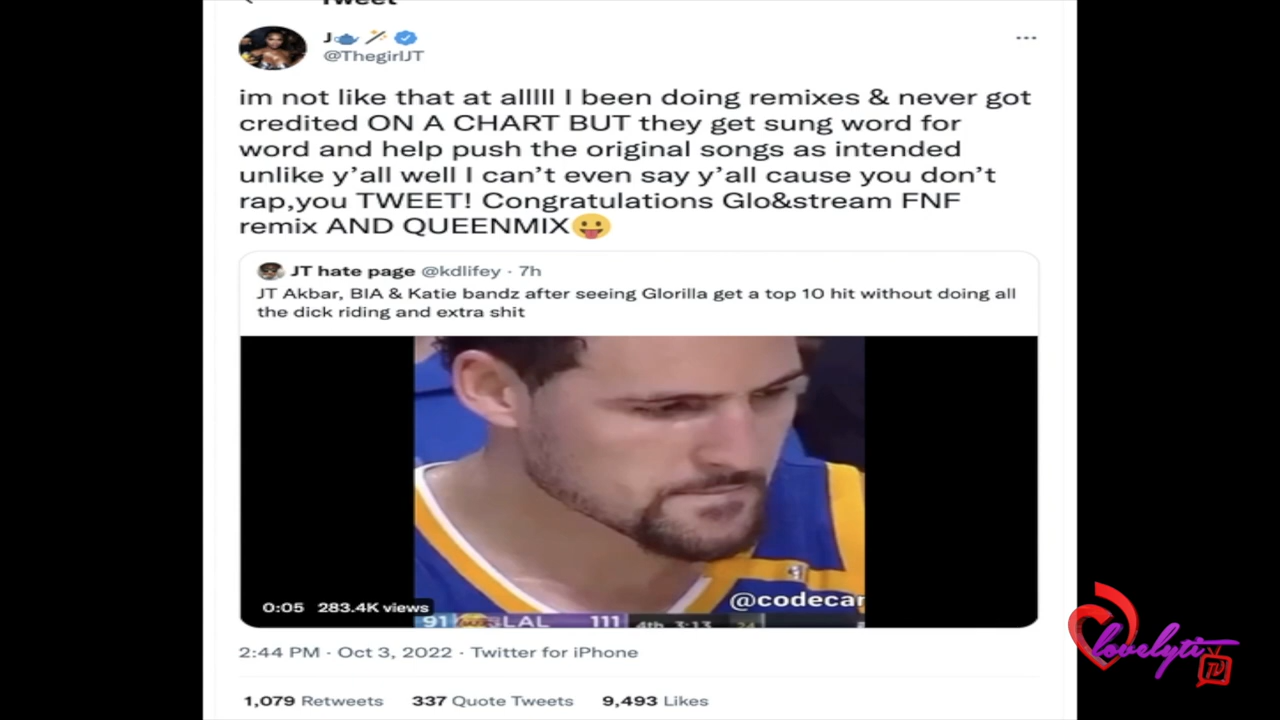 Tweet
J
@ThegirlJT
im not like that at alllll I been doing remixes & never got
credited ON A CHART BUT they get sung word for
word and help push the original songs as intended
unlike y’all well I can’t even say y’all cause you don’t
rap,you TWEET! Congratulations Glo&stream FNF
remix AND QUEENMIX😛
JT hate page @kdlifey · 7h
JT Akbar, BIA & Katie bandz after seeing Glorilla get a top 10 hit without doing all
the dick riding and extra shit
@codecar
0:05 283.4K views
91 LAL 111 4th 3:13 24
2:44 PM · Oct 3, 2022 · Twitter for iPhone
1,079 Retweets 337 Quote Tweets 9,493 Likes
lovelyti
TV